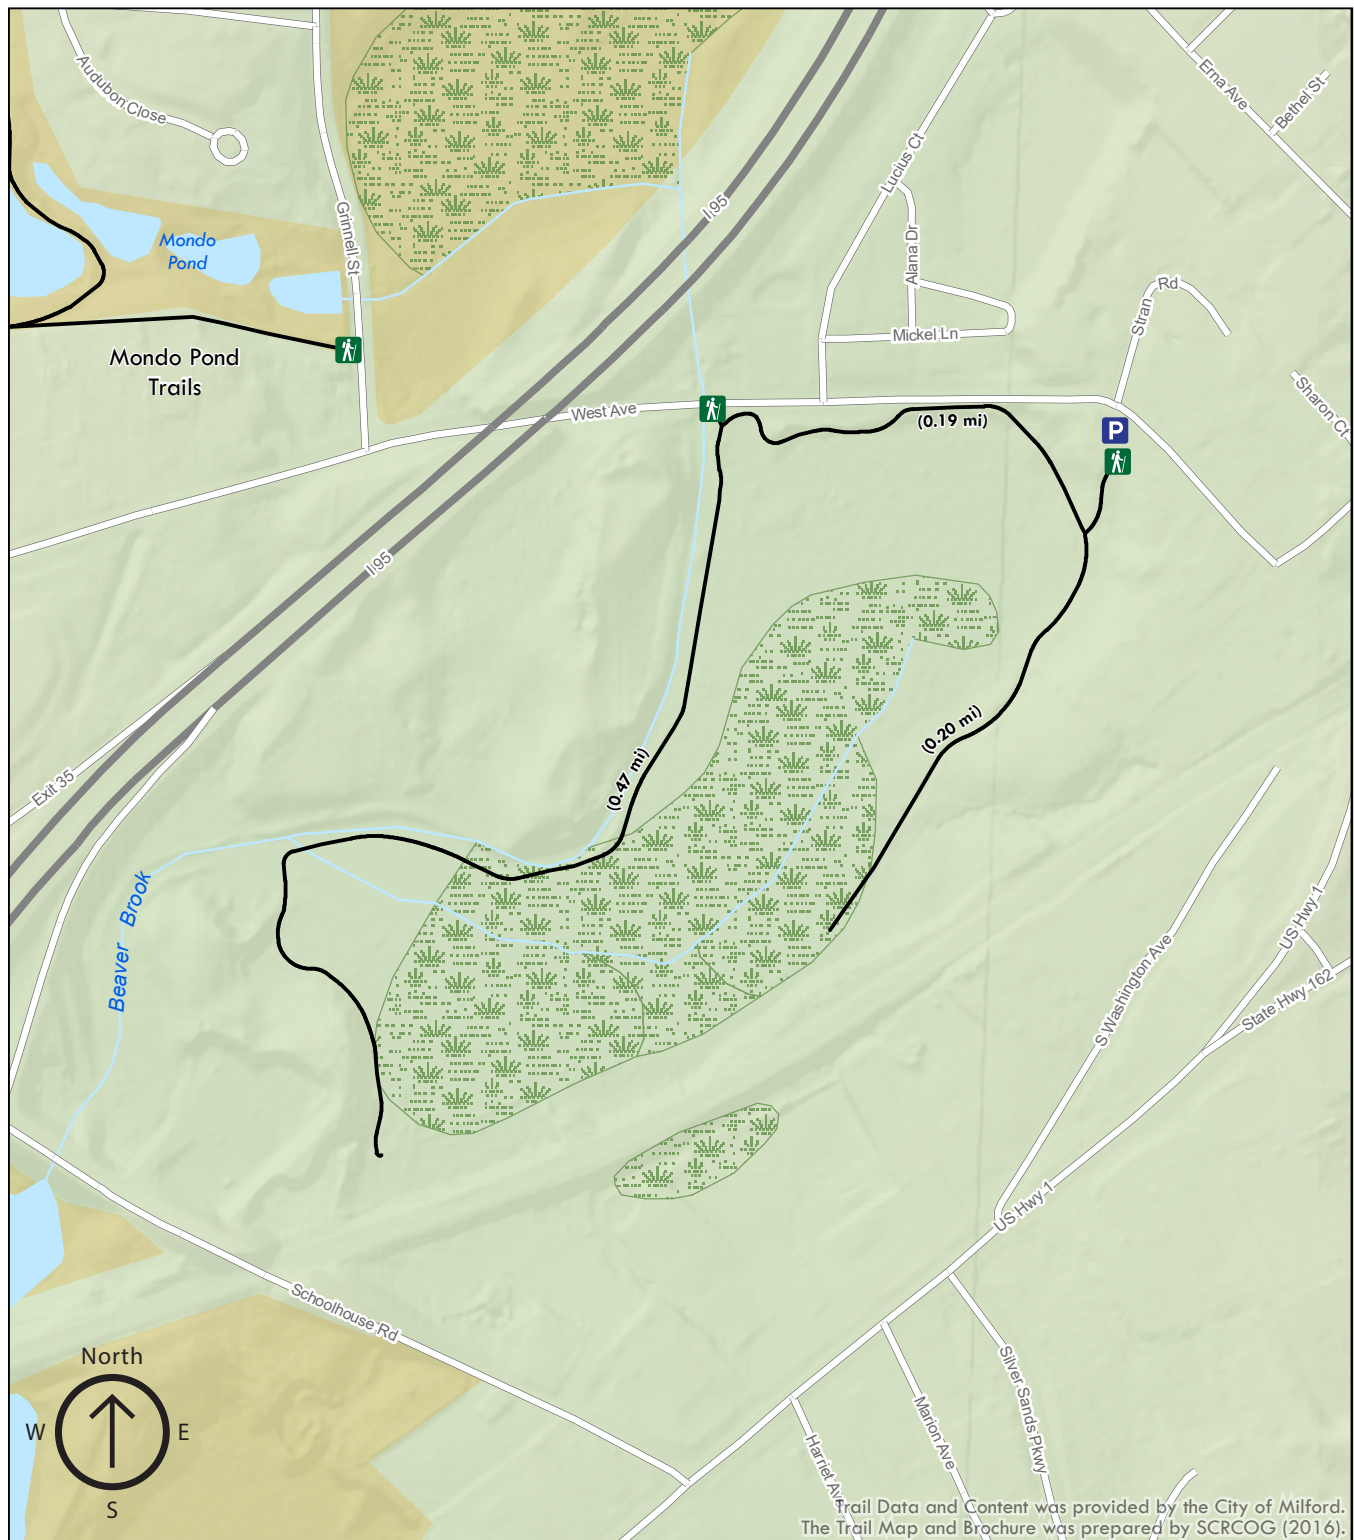 Audubon Close
Erna Ave
Bethel St
Lucius Ct
I 95
Grinnell St
Mondo
Pond
Alana Dr
Stran Rd
Mickel Ln
Mondo Pond
Trails
West Ave
(0.19 mi)
Sharon Ct
P
I 95
(0.20 mi)
(0.47 mi)
Exit 35
Beaver Brook
US Hwy 1
S Washington Ave
State Hwy 162
US Hwy 1
Schoolhouse Rd
North
W
E
S
Silver Sands Pkwy
Marion Ave
Harriet Ave
Trail Data and Content was provided by the City of Milford.
The Trail Map and Brochure was prepared by SCRCOG (2016).